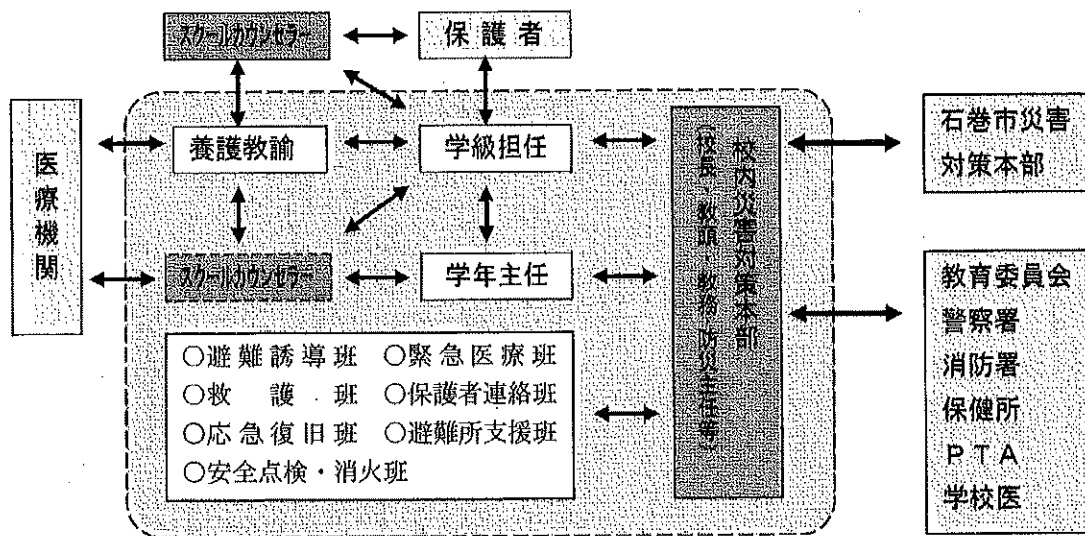 スクールカウンセラー
保護者
医療機関
養護教諭
学級担任
スクールカウンセラー
学年主任
○避難誘導班 ○緊急医療班
○救護班 ○保護者連絡班
○応急復旧班 ○避難所支援班
○安全点検・消火班
校内災害対策本部
(校長・教頭・教務・防災主任等)
石巻市災害
対策本部
教育委員会
警察署
消防署
保健所
PTA
学校医